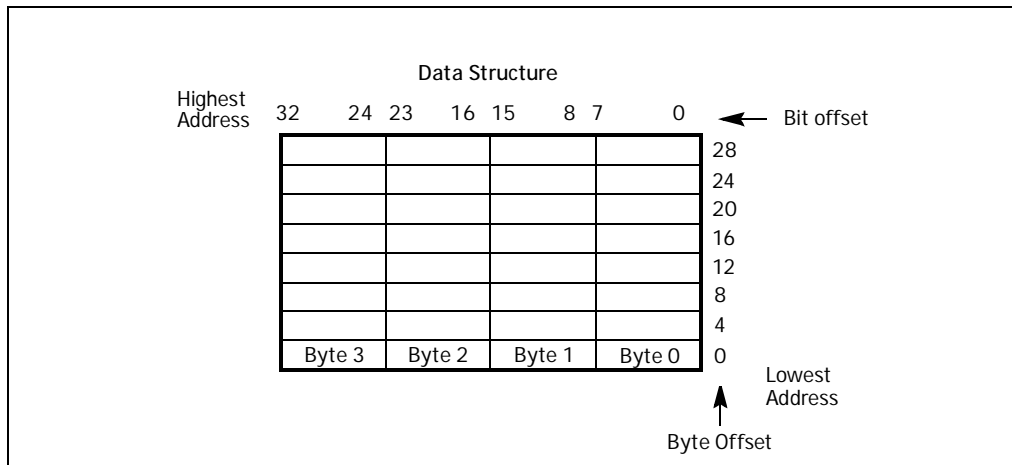 Data Structure
Highest
Address
32 24 23 16 15 8 7 0
Bit offset
28
24
20
16
12
8
4
Byte 3 Byte 2 Byte 1 Byte 0 0
Lowest
Address
Byte Offset